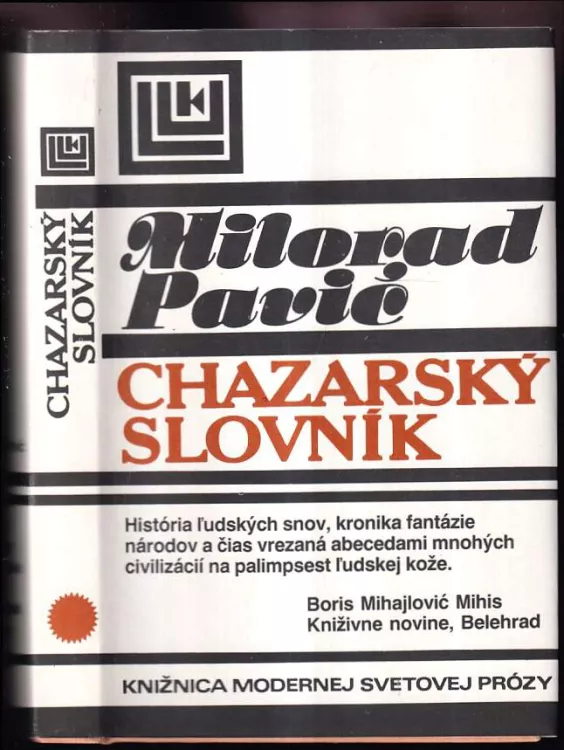 CHAZARSKÝ
SLOVNÍK
Milorad
Pavić
CHAZARSKÝ
SLOVNÍK
História ľudských snov, kronika fantázie
národov a čias vrezaná abecedami mnohých
civilizácií na palimpsest ľudskej kože.
Boris Mihajlović Mihis
Kniživne novine, Belehrad
KNIŽNICA MODERNEJ SVETOVEJ PRÓZY